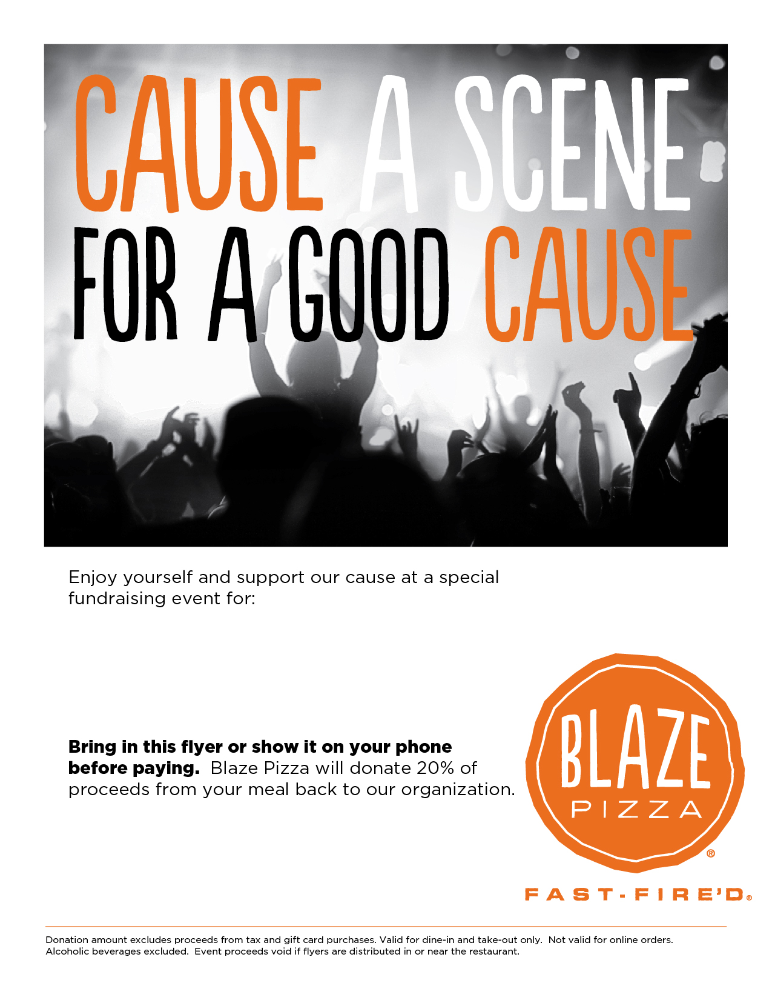 CAUSE A SCENE
FOR A GOOD CAUSE
Enjoy yourself and support our cause at a special
fundraising event for:
Bring in this flyer or show it on your phone
before paying.  Blaze Pizza will donate 20% of
proceeds from your meal back to our organization.
BLAZE
PIZZA
®
FAST-FIRE'D®
Donation amount excludes proceeds from tax and gift card purchases. Valid for dine-in and take-out only.  Not valid for online orders.
Alcoholic beverages excluded.  Event proceeds void if flyers are distributed in or near the restaurant.